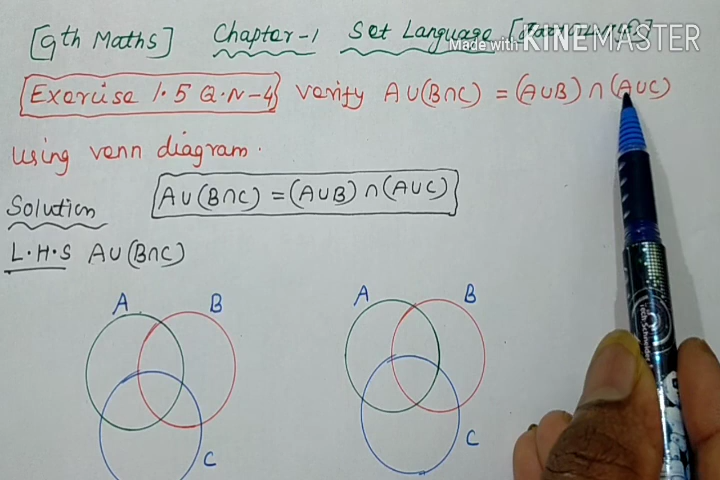 [9th Maths] Chapter-1 Set Language
Made with KINEMASTER
Exercise 1.5 Q.N-4 verify A∪(B∩C) = (A∪B) ∩ (A∪C)
using venn diagram.
Solution A∪(B∩C) = (A∪B) ∩ (A∪C)
L.H.S A∪(B∩C)
A B A B
C C